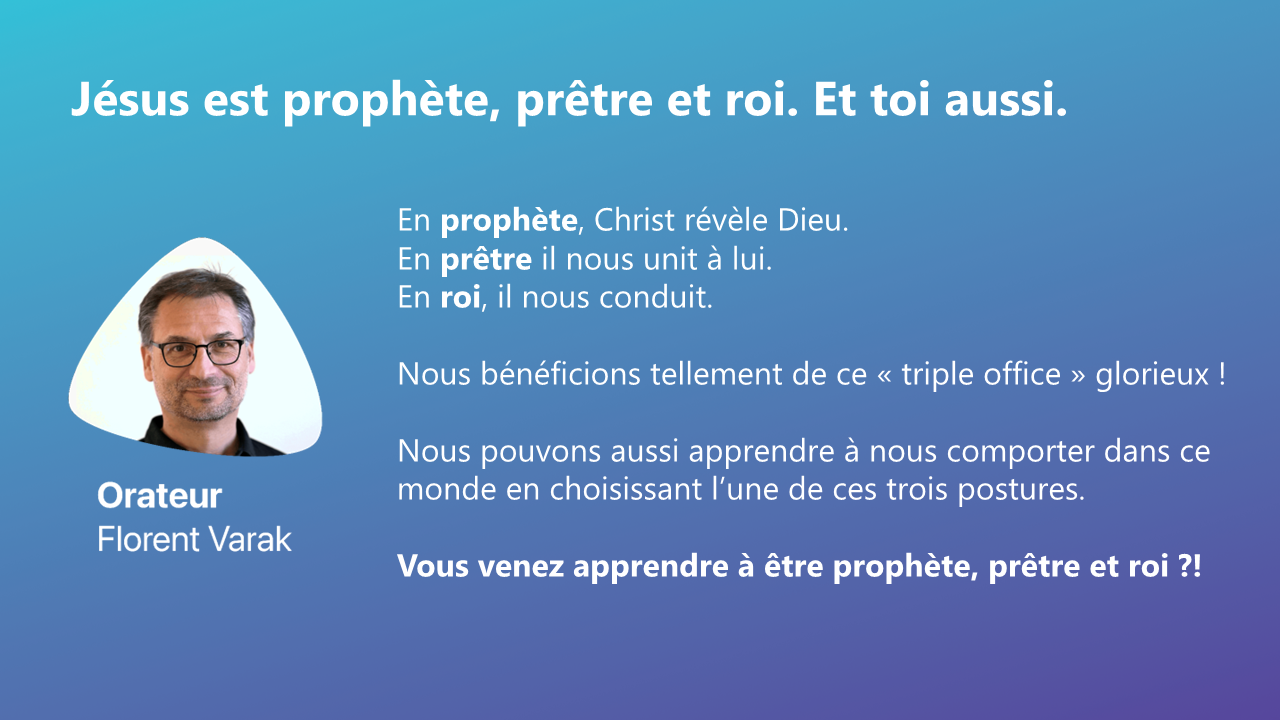 Jésus est prophète, prêtre et roi. Et toi aussi.
En prophète, Christ révèle Dieu.
En prêtre il nous unit à lui.
En roi, il nous conduit.
Nous bénéficions tellement de ce « triple office » glorieux !
Nous pouvons aussi apprendre à nous comporter dans ce
monde en choisissant l’une de ces trois postures.
Vous venez apprendre à être prophète, prêtre et roi ?!
Orateur
Florent Varak